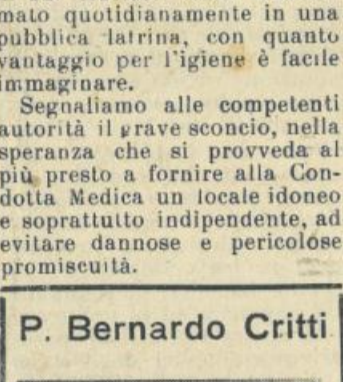 mato quotidianamente in una
pubblica latrina, con quanto
vantaggio per l'igiene è facile
immaginare.
Segnaliamo alle competenti
autorità il grave sconcio, nella
speranza che si provveda al
più presto a fornire alla Con-
dotta Medica un locale idoneo
e soprattutto indipendente, ad
evitare dannose e pericolose
promiscuità.
P. Bernardo Critti